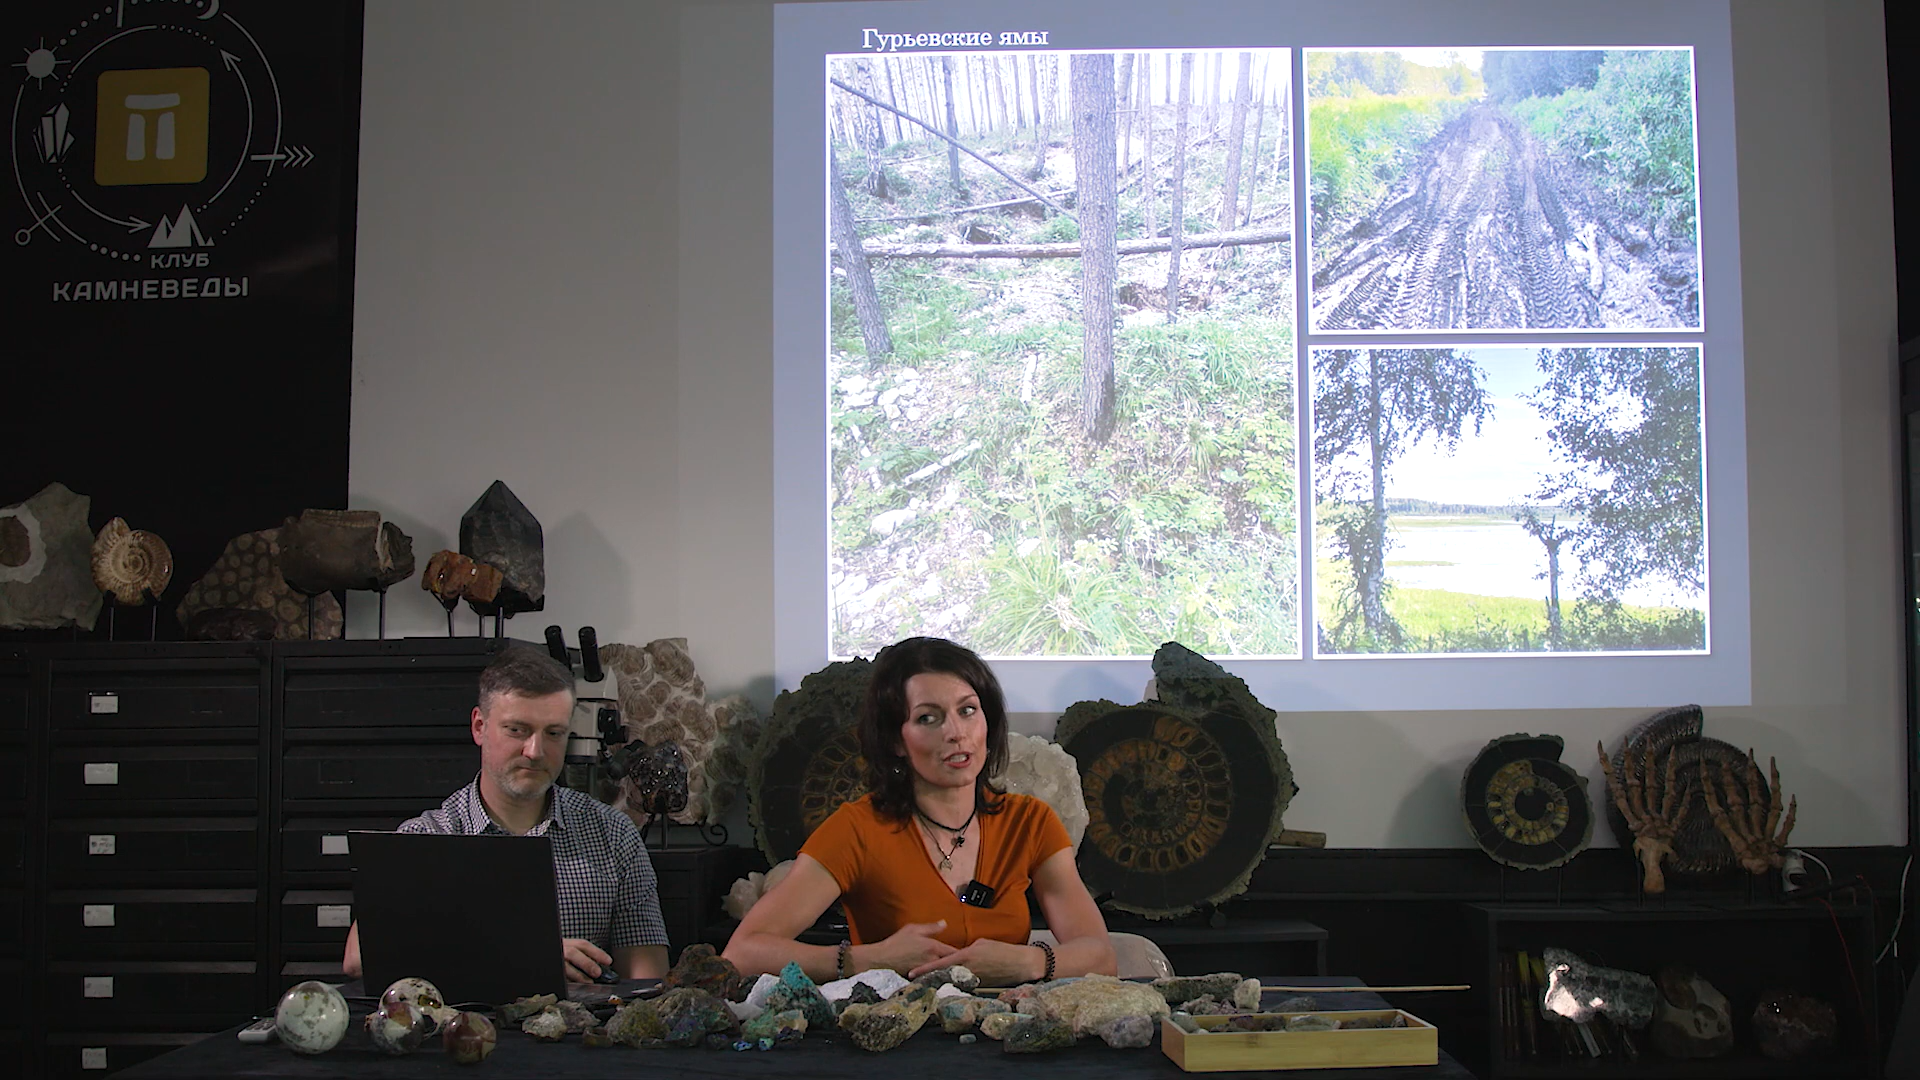 Гурьевские ямы
П
КЛУБ
КАМНЕВЕДЫ